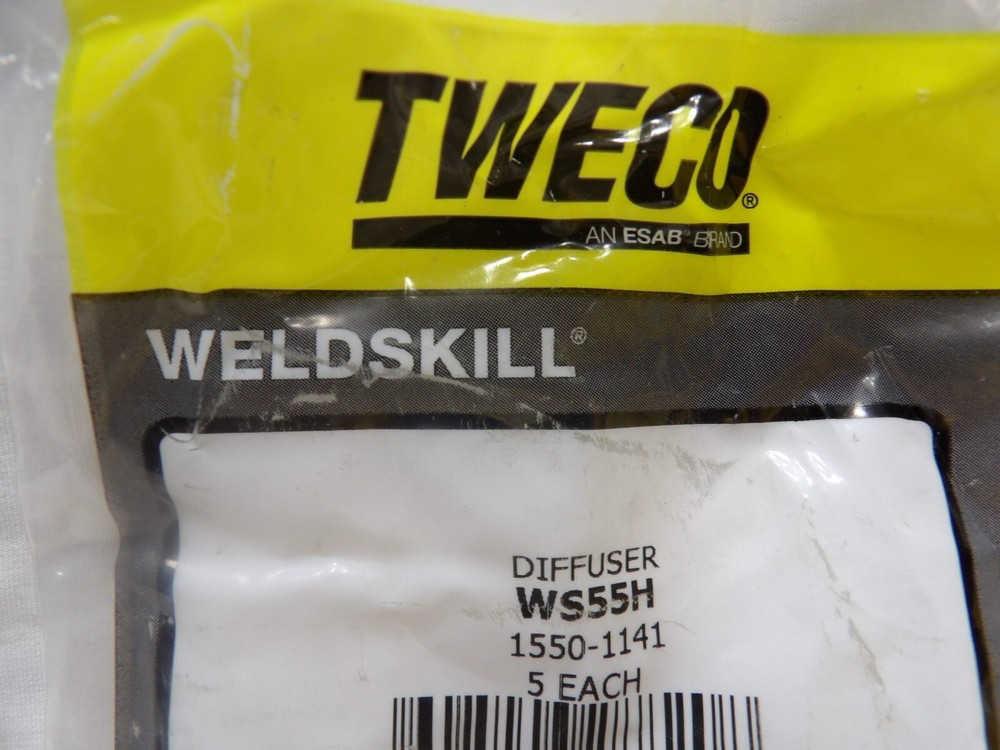 TWECO®
AN ESAB® BRAND
WELDSKILL®
DIFFUSER
WS55H
1550-1141
5 EACH